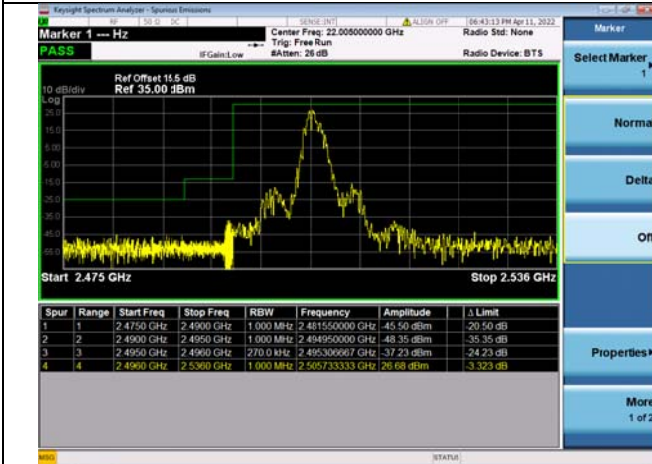 Keysight Spectrum Analyzer - Spurious Emissions
RF 50 Ω DC SENSE:INT ALIGN OFF 06:43:13 PM Apr 11, 2022
Marker 1 --- Hz
Center Freq: 22.005000000 GHz
Radio Std: None
Trig: Free Run
PASS
IFGain:Low
#Atten: 26 dB
Radio Device: BTS
Ref Offset 15.5 dB
10 dB/div Ref 35.00 dBm
Log
25.0
15.0
5.00
-5.00
-15.0
-25.0
-35.0
-45.0
-55.0
Start 2.475 GHz
Stop 2.536 GHz
Spur Range Start Freq Stop Freq RBW Frequency Amplitude Δ Limit
1 1 2.4750 GHz 2.4900 GHz 1.000 MHz 2.481550000 GHz -45.50 dBm -20.50 dB
2 2 2.4900 GHz 2.4950 GHz 1.000 MHz 2.494950000 GHz -48.35 dBm -35.35 dB
3 3 2.4950 GHz 2.4960 GHz 270.0 kHz 2.495306667 GHz -37.23 dBm -24.23 dB
4 4 2.4960 GHz 2.5360 GHz 1.000 MHz 2.505733333 GHz 26.68 dBm -3.323 dB
MSG
STATUS
Marker
Select Marker
1
Norma
Delta
Of
Properties
More
1 of 2